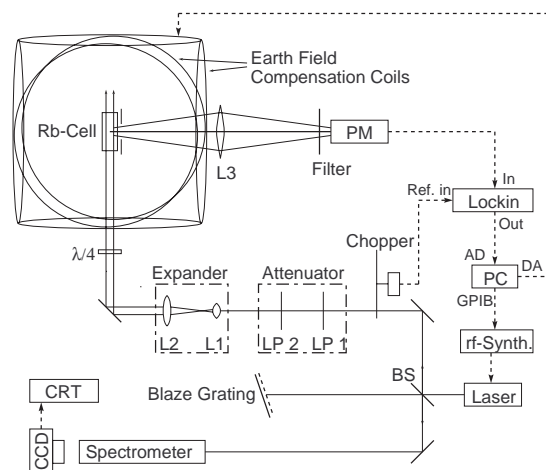 Earth Field
Compensation Coils
Rb-Cell
PM
L3
Filter
Ref. in
In
Lockin
Out
λ/4
Chopper
AD
PC
DA
GPIB
Expander
Attenuator
L2
L1
LP 2
LP 1
rf-Synth.
BS
CRT
Blaze Grating
Laser
CCD
Spectrometer